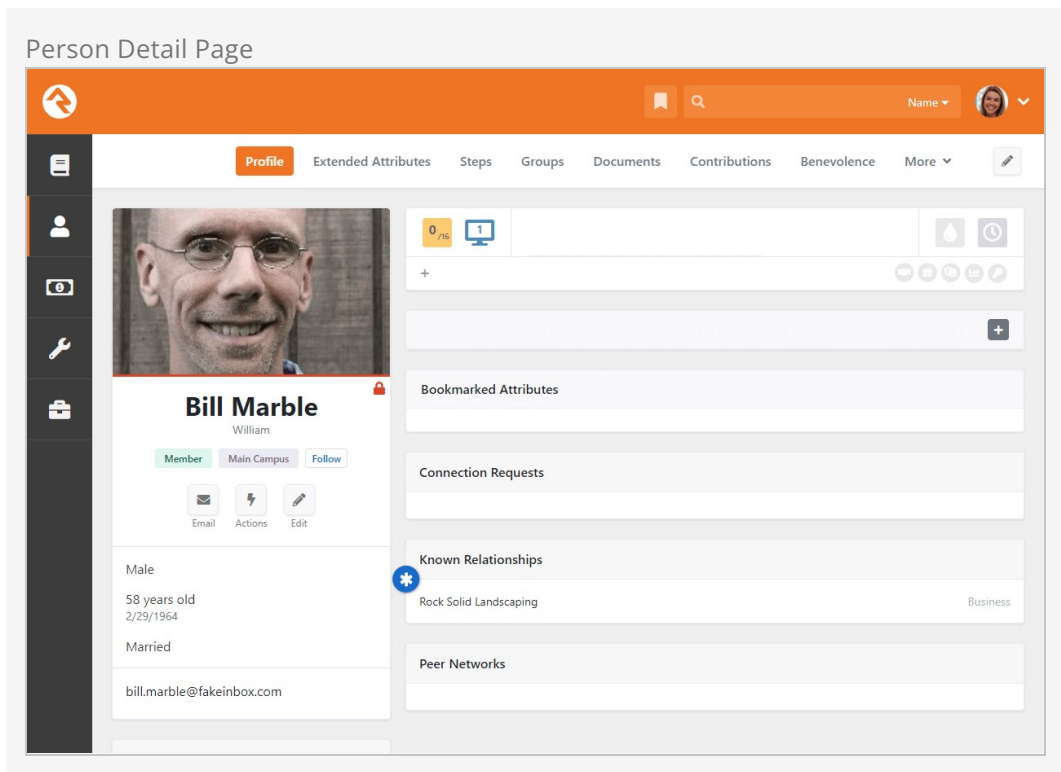 Person Detail Page
Name
Profile Extended Attributes Steps Groups Documents Contributions Benevolence More
0/16 1
+
+
Bill Marble
William
Member Main Campus Follow
Email Actions Edit
Male
58 years old
2/29/1964
Married
bill.marble@fakeinbox.com
Bookmarked Attributes
Connection Requests
Known Relationships
Rock Solid Landscaping Business
Peer Networks